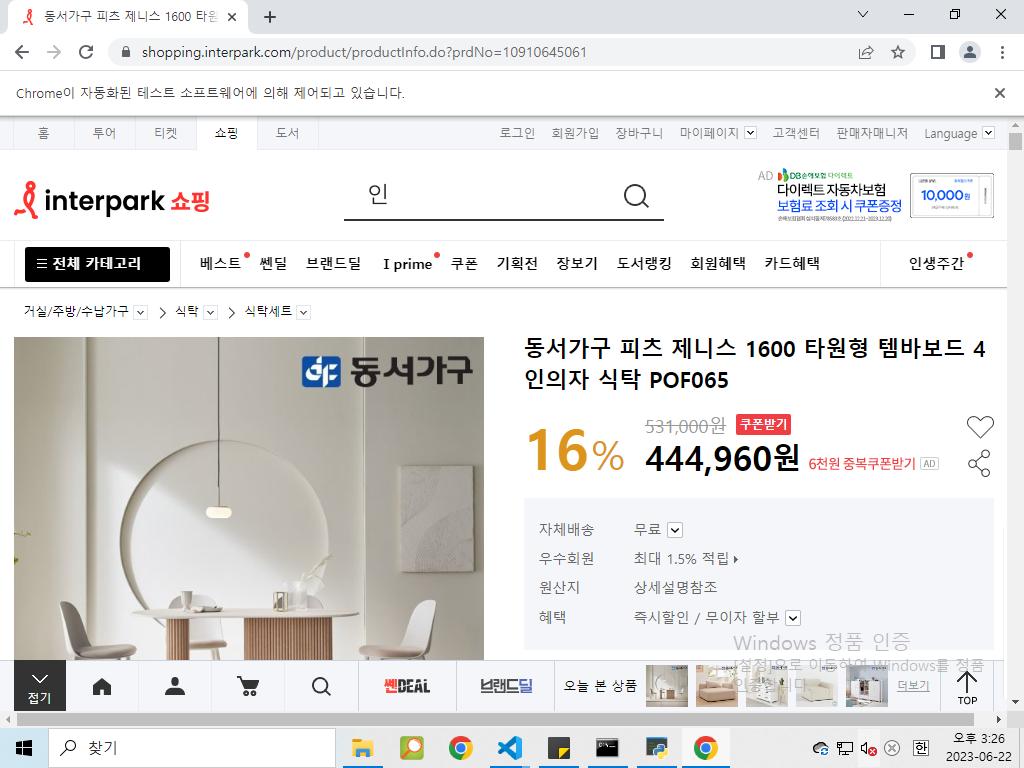 동서가구 피츠 제니스 1600 타원
shopping.interpark.com/product/productInfo.do?prdNo=10910645061
Chrome이 자동화된 테스트 소프트웨어에 의해 제어되고 있습니다.
홈 투어 티켓 쇼핑 도서 로그인 회원가입 장바구니 마이페이지 고객센터 판매자매니저 Language
interpark 쇼핑
인
AD DB손해보험 다이렉트
다이렉트 자동차보험
보험료 조회 시 쿠폰증정
10,000원
전체 카테고리 베스트 쎈딜 브랜드딜 I prime 쿠폰 기획전 장보기 도서랭킹 회원혜택 카드혜택 인생주간
거실/주방/수납가구 식탁 식탁세트
동서가구
동서가구 피츠 제니스 1600 타원형 템바보드 4
인의자 식탁 POF065
16%
531,000원 쿠폰받기
444,960원 6천원 중복쿠폰받기 AD
자체배송 무료
우수회원 최대 1.5% 적립
원산지 상세설명참조
혜택 즉시할인 / 무이자 할부
Windows 정품 인증
[설정]으로 이동하여 Windows를 정품
인증합니다.
접기 쎈DEAL 브랜드딜 오늘 본 상품 더보기 TOP
찾기
한
오후 3:26
2023-06-22